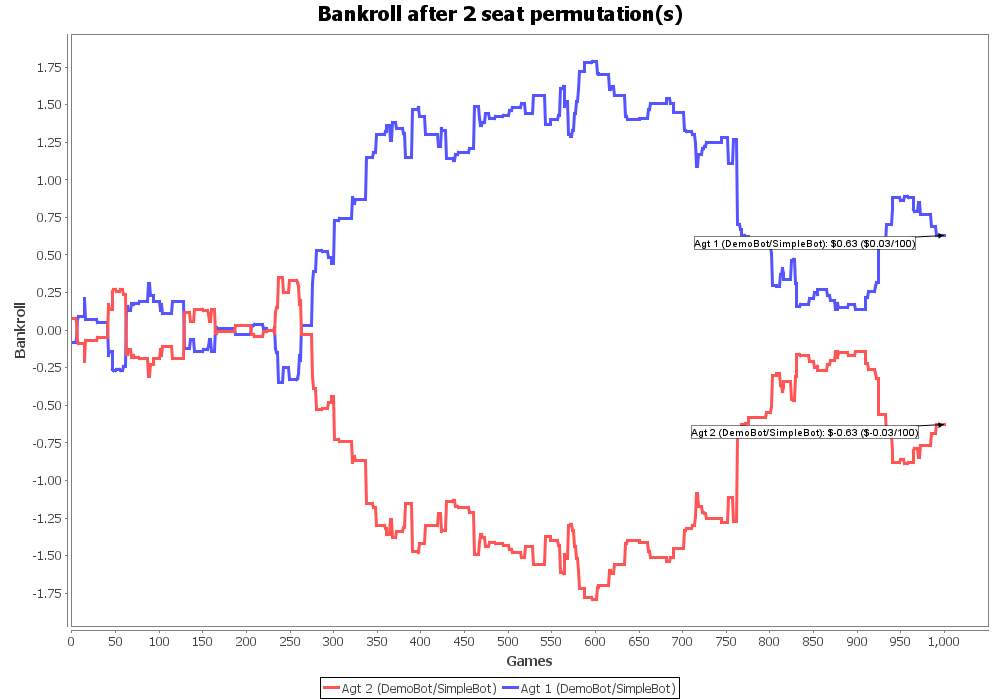 Bankroll after 2 seat permutation(s)
Bankroll
1.75
1.50
1.25
1.00
0.75
0.50
0.25
0.00
-0.25
-0.50
-0.75
-1.00
-1.25
-1.50
-1.75
Agt 1 (DemoBot/SimpleBot): $0.63 ($0.03/100)
Agt 2 (DemoBot/SimpleBot): $-0.63 ($-0.03/100)
0 50 100 150 200 250 300 350 400 450 500 550 600 650 700 750 800 850 900 950 1,000
Games
Agt 2 (DemoBot/SimpleBot) Agt 1 (DemoBot/SimpleBot)